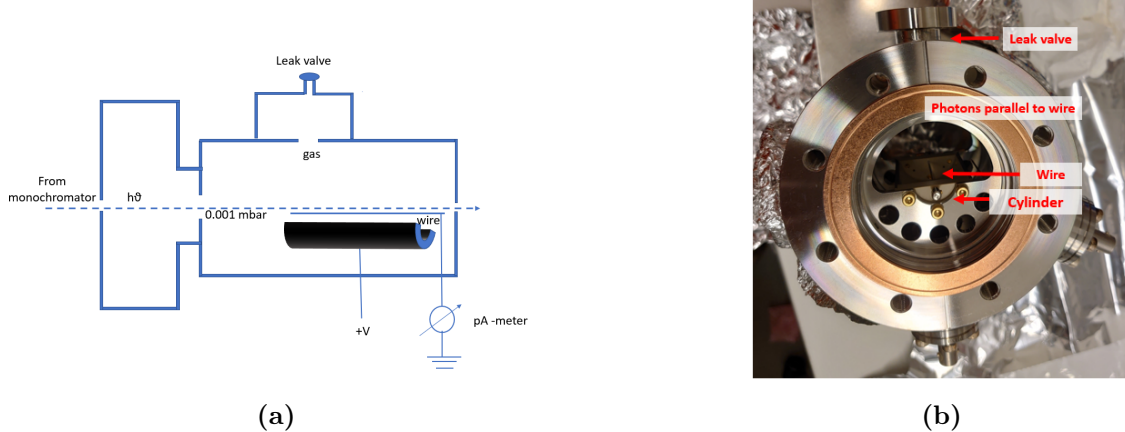 Leak valve
gas
From
monochromator
hϑ
0.001 mbar
wire
+V
pA -meter
(a)
Leak valve
Photons parallel to wire
Wire
Cylinder
(b)